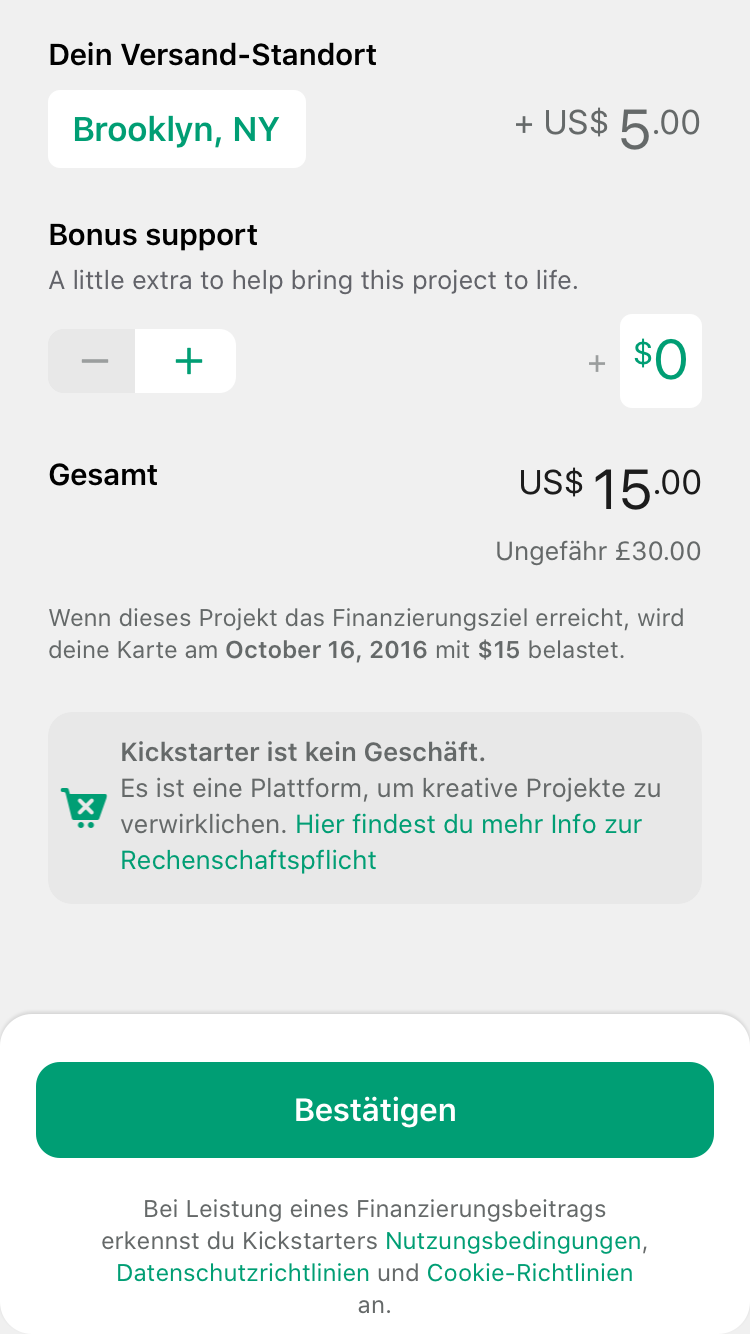 Dein Versand-Standort
Brooklyn, NY
+ US$ 5.00
Bonus support
A little extra to help bring this project to life.
− +
+ $0
Gesamt
US$ 15.00
Ungefähr £30.00
Wenn dieses Projekt das Finanzierungsziel erreicht, wird
deine Karte am October 16, 2016 mit $15 belastet.
Kickstarter ist kein Geschäft.
Es ist eine Plattform, um kreative Projekte zu
verwirklichen. Hier findest du mehr Info zur
Rechenschaftspflicht
Bestätigen
Bei Leistung eines Finanzierungsbeitrags
erkennst du Kickstarters Nutzungsbedingungen,
Datenschutzrichtlinien und Cookie-Richtlinien
an.